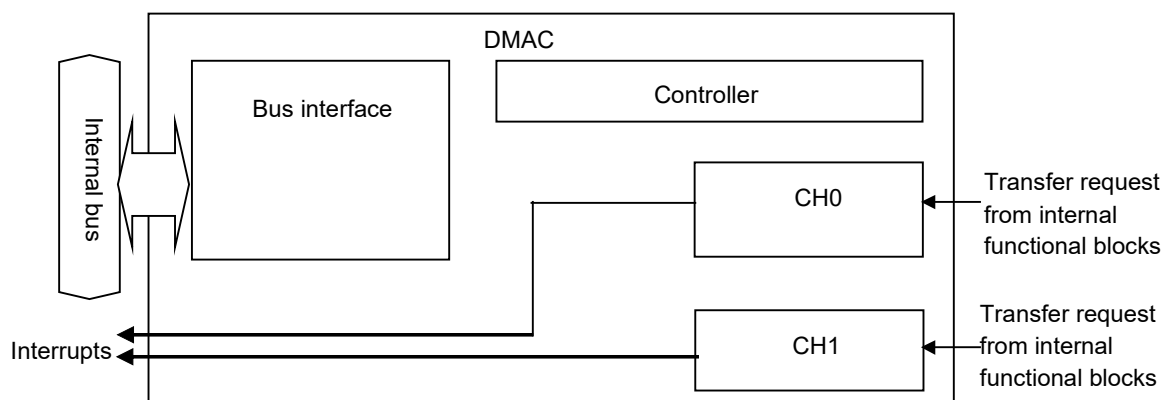 DMAC
Bus interface
Controller
Internal bus
CH0
Transfer request
from internal
functional blocks
Interrupts
CH1
Transfer request
from internal
functional blocks